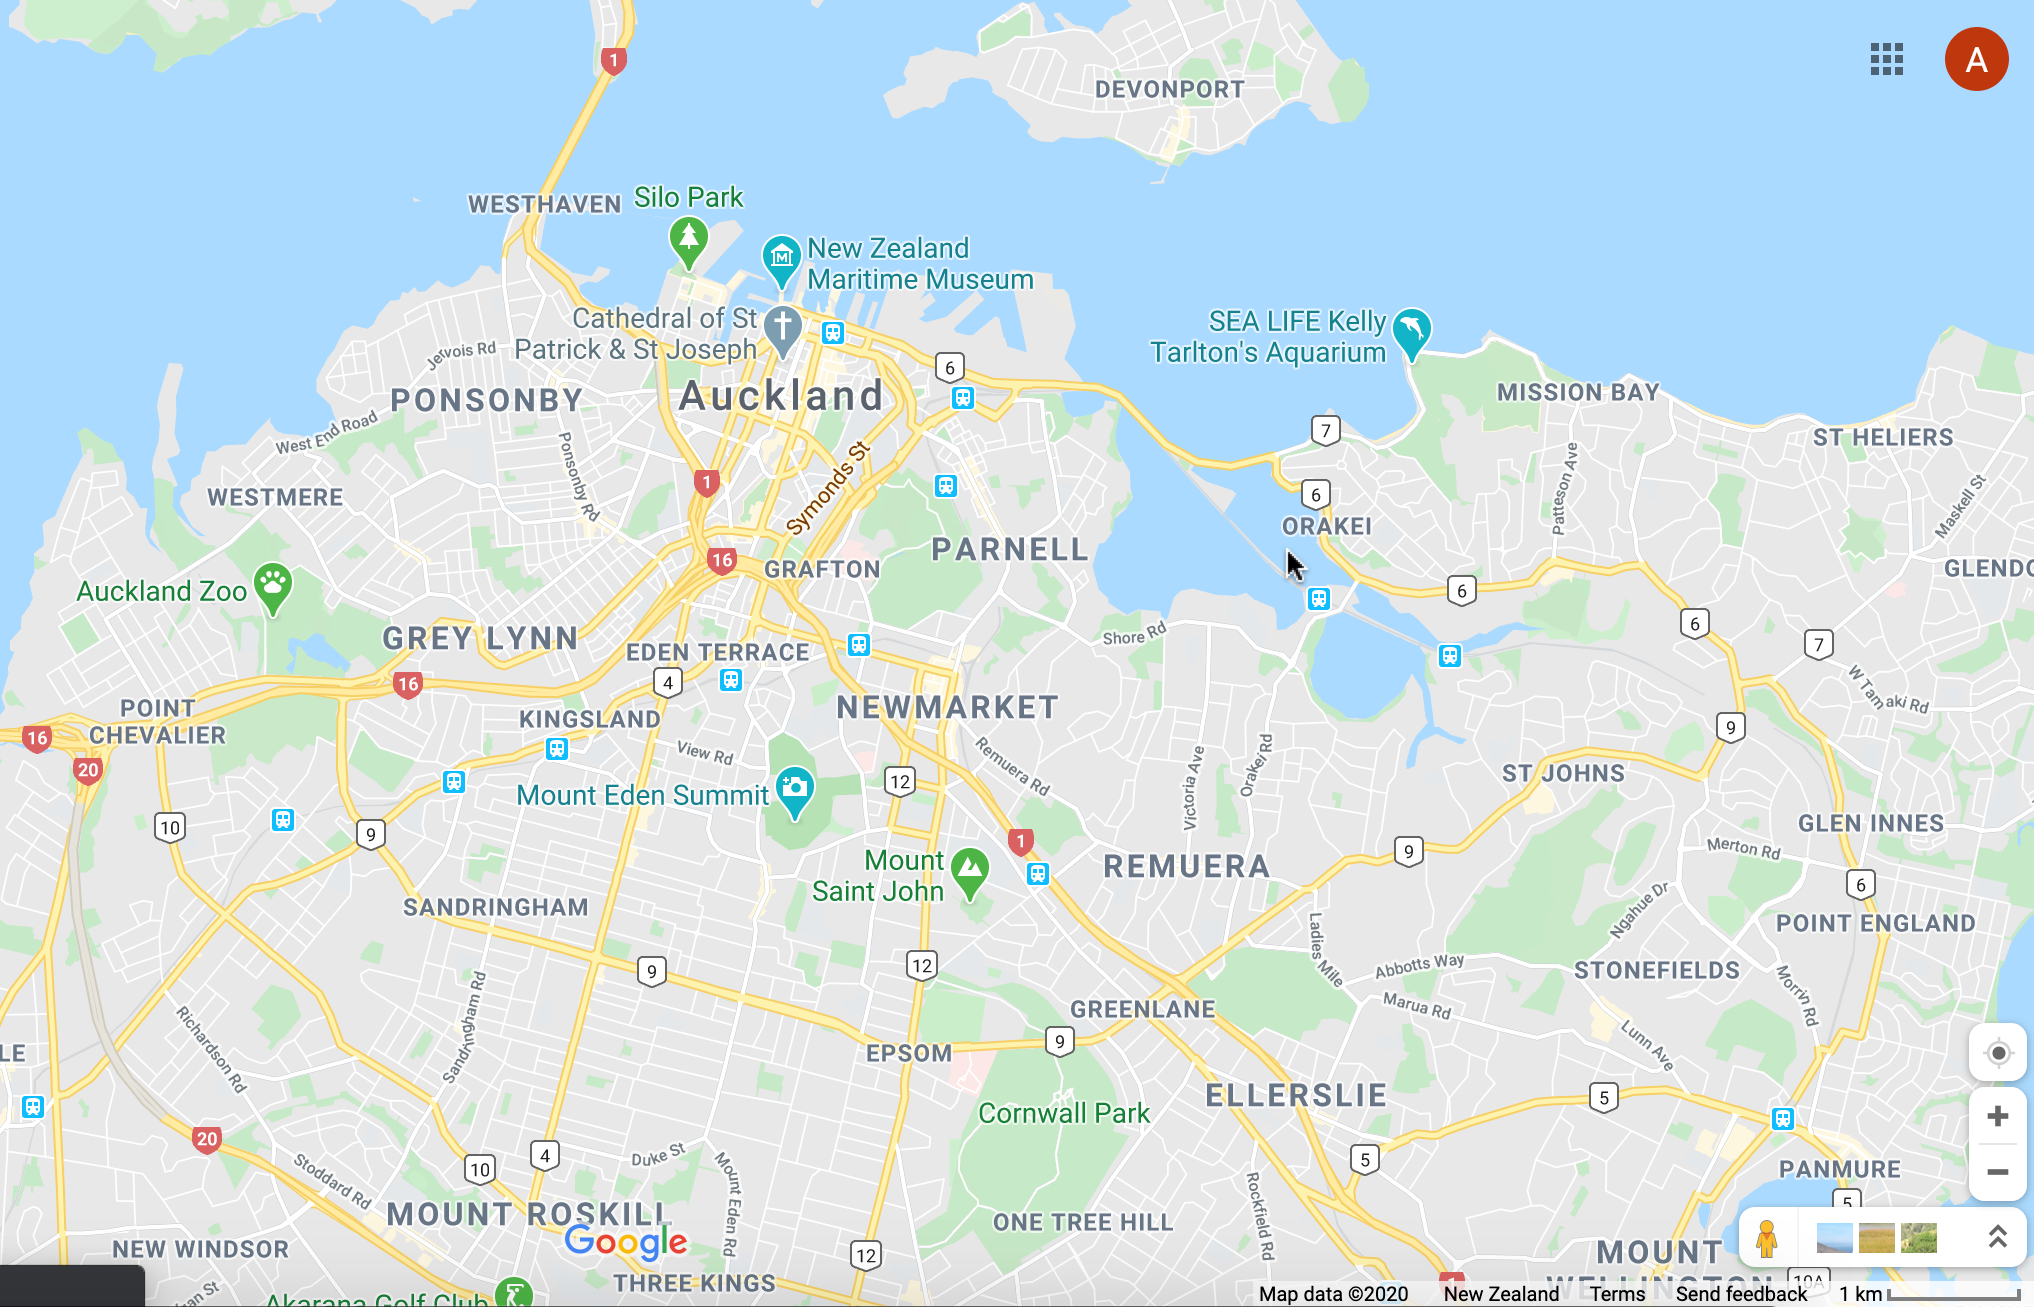 1
DEVONPORT
A
WESTHAVEN
Silo Park
New Zealand
Maritime Museum
Cathedral of St
Patrick & St Joseph
SEA LIFE Kelly
Tarlton's Aquarium
Jervois Rd
6
PONSONBY
Auckland
MISSION BAY
7
ST HELIERS
West End Road
Ponsonby Rd
Symonds St
Patteson Ave
Maskell St
WESTMERE
1
6
ORAKEI
PARNELL
16
GRAFTON
GLENDO
Auckland Zoo
6
6
GREY LYNN
EDEN TERRACE
Shore Rd
7
16
4
W Tamaki Rd
POINT
CHEVALIER
KINGSLAND
NEWMARKET
16
9
20
View Rd
Remuera Rd
Victoria Ave
Orakei Rd
ST JOHNS
Mount Eden Summit
12
10
9
1
GLEN INNES
Merton Rd
9
Mount
Saint John
REMUERA
6
SANDRINGHAM
Ngahue Dr
POINT ENGLAND
Ladies Mile
9
12
Abbotts Way
STONEFIELDS
Sandringham Rd
Marua Rd
Morrin Rd
GREENLANE
Richardson Rd
9
Lunn Ave
LE
EPSOM
ELLERSLIE
5
Cornwall Park
20
4
Duke St
5
10
Stoddard Rd
Mount Eden Rd
Rockfield Rd
PANMURE
5
MOUNT ROSKILL
ONE TREE HILL
Google
NEW WINDSOR
12
MOUNT
WELLINGTON
THREE KINGS
1
10A
an St
Akarana Golf Club
Map data ©2020 New Zealand Terms Send feedback 1 km